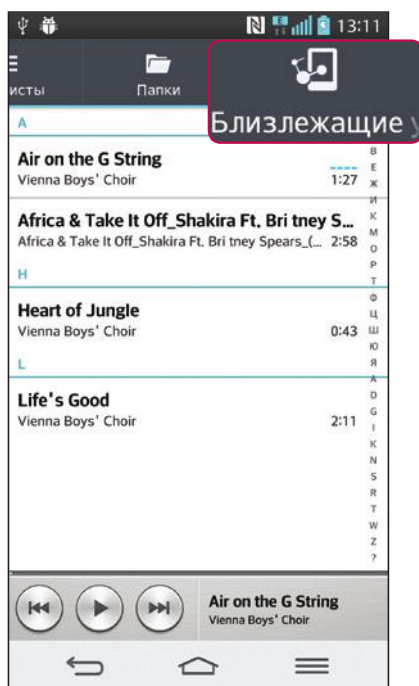 13:11
исты
Папки
Близлежащие
A
Air on the G String
Vienna Boys' Choir
1:27
Africa & Take It Off_Shakira Ft. Bri tney S...
Africa & Take It Off_Shakira Ft. Bri tney Spears_(...
2:58
H
Heart of Jungle
Vienna Boys' Choir
0:43
L
Life's Good
Vienna Boys' Choir
2:11
В
Е
Ж
И
К
М
О
Р
Т
Ф
Ц
Ш
Ю
Я
A
D
G
I
K
N
S
R
T
W
Z
?
Air on the G String
Vienna Boys' Choir